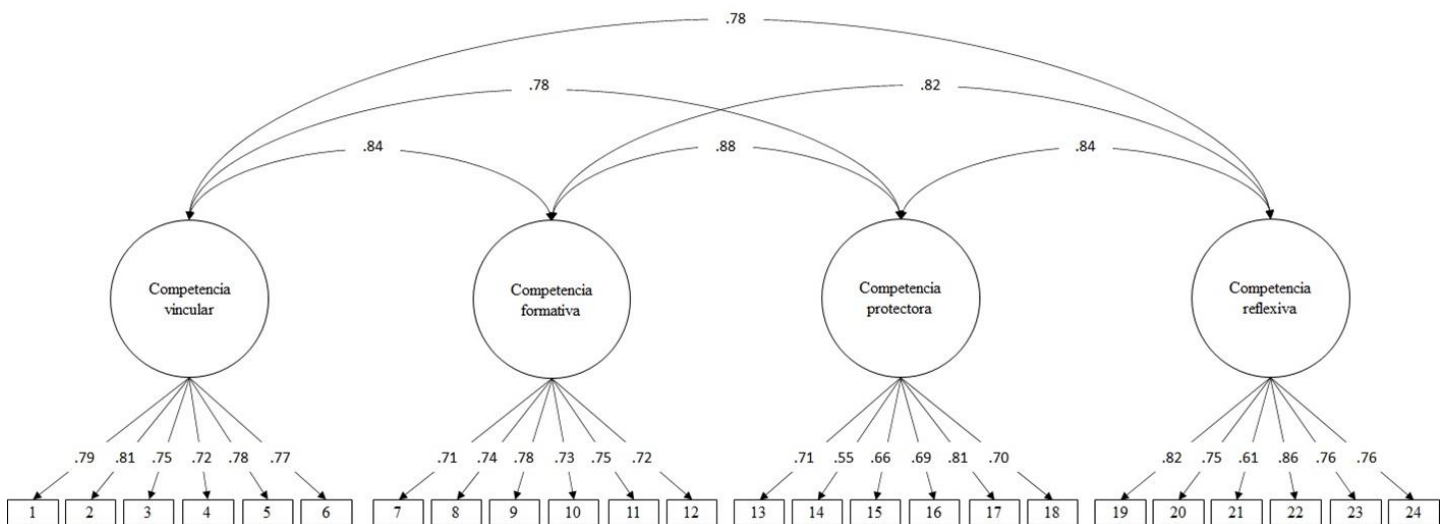 .78
.78
.82
.84
.88
.84
Competencia
vincular
Competencia
formativa
Competencia
protectora
Competencia
reflexiva
.79 .81 .75 .72 .78 .77
.71 .74 .78 .73 .75 .72
.71 .55 .66 .69 .81 .70
.82 .75 .61 .86 .76 .76
1 2 3 4 5 6
7 8 9 10 11 12
13 14 15 16 17 18
19 20 21 22 23 24